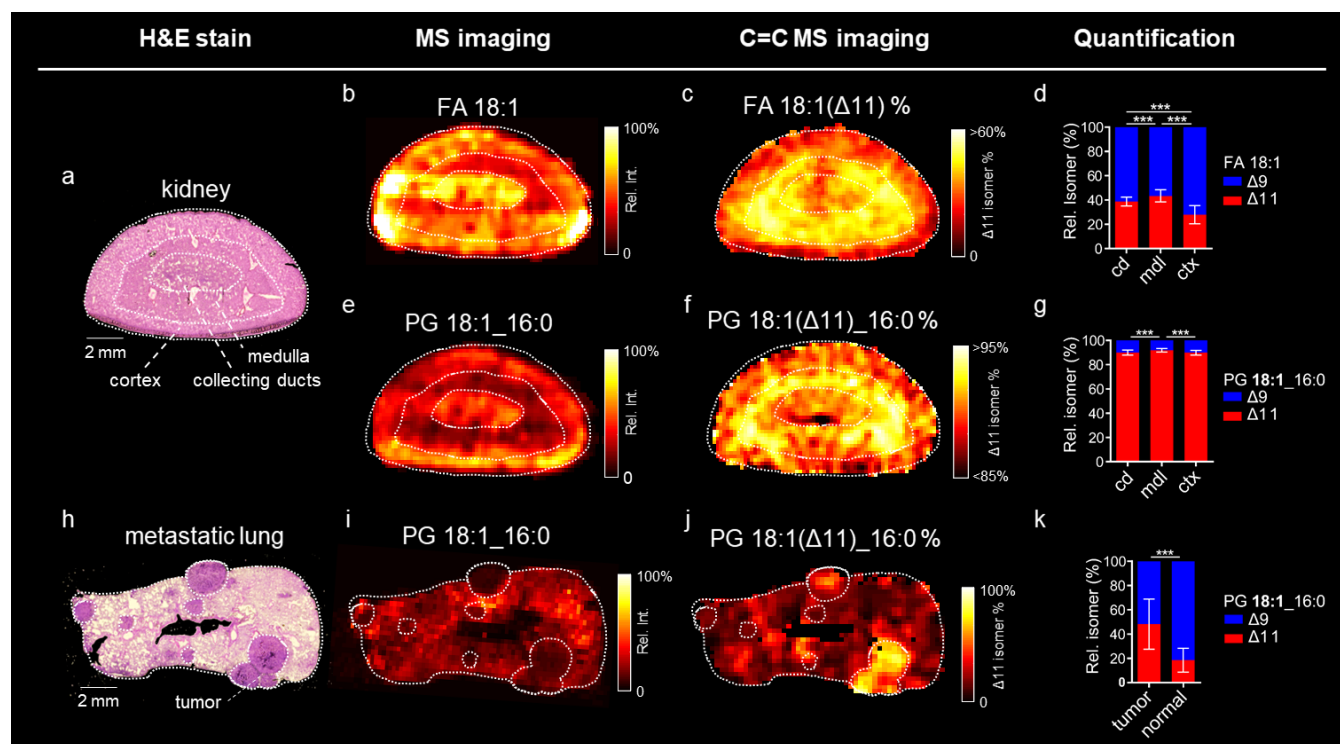 H&E stain
MS imaging
C=C MS imaging
Quantification
a
kidney
2 mm
cortex
collecting ducts
medulla
b
FA 18:1
100%
Rel. Int.
0
c
FA 18:1(Δ11) %
>60%
Δ11 isomer %
0
d
***
*** ***
Rel. Isomer (%)
100
80
60
40
20
0
cd
mdl
ctx
FA 18:1
Δ9
Δ11
e
PG 18:1_16:0
100%
Rel. Int.
0
f
PG 18:1(Δ11)_16:0 %
>95%
Δ11 isomer %
<85%
g
*** ***
Rel. isomer (%)
100
80
60
40
20
0
cd
mdl
ctx
PG 18:1_16:0
Δ9
Δ11
h
metastatic lung
2 mm
tumor
i
PG 18:1_16:0
100%
Rel. Int.
0
j
PG 18:1(Δ11)_16:0 %
100%
Δ11 isomer %
0
k
***
Rel. isomer (%)
100
80
60
40
20
0
tumor
normal
PG 18:1_16:0
Δ9
Δ11